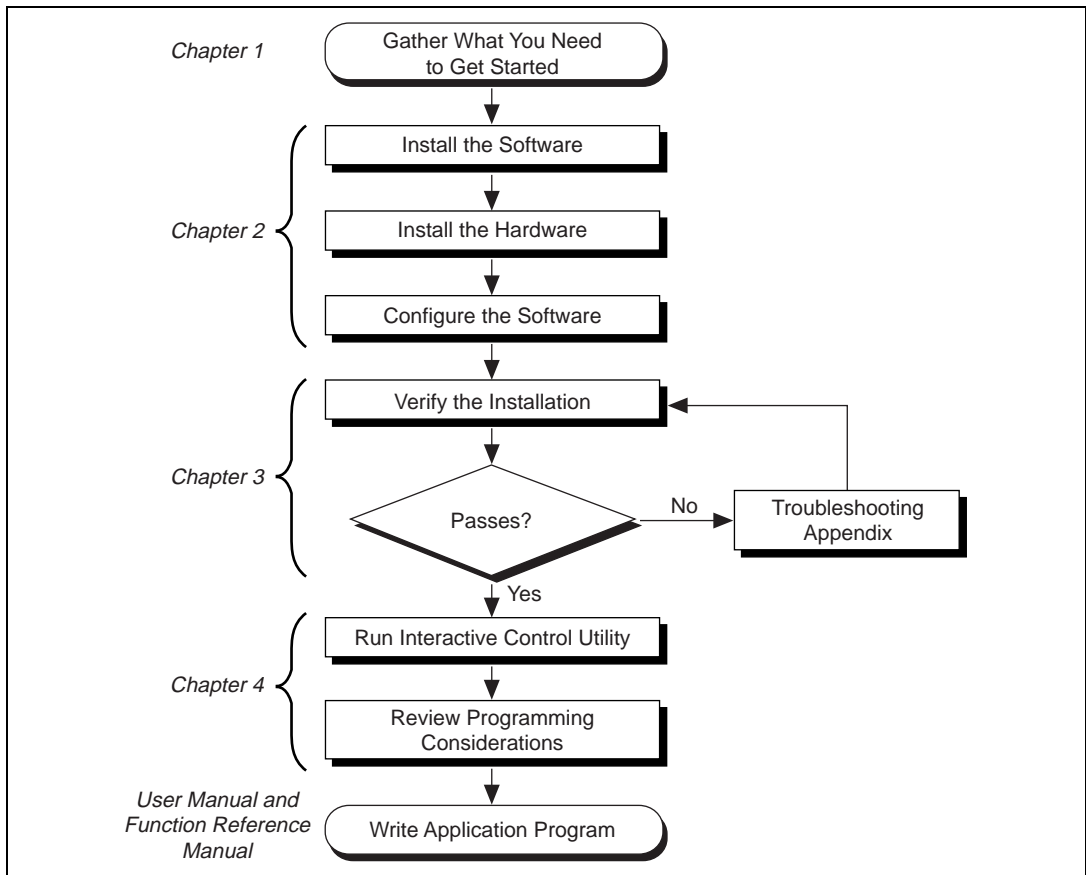 Chapter 1
Gather What You Need
to Get Started
Install the Software
Chapter 2
Install the Hardware
Configure the Software
Verify the Installation
Chapter 3
Passes?
No
Troubleshooting
Appendix
Yes
Run Interactive Control Utility
Chapter 4
Review Programming
Considerations
User Manual and
Function Reference
Manual
Write Application Program